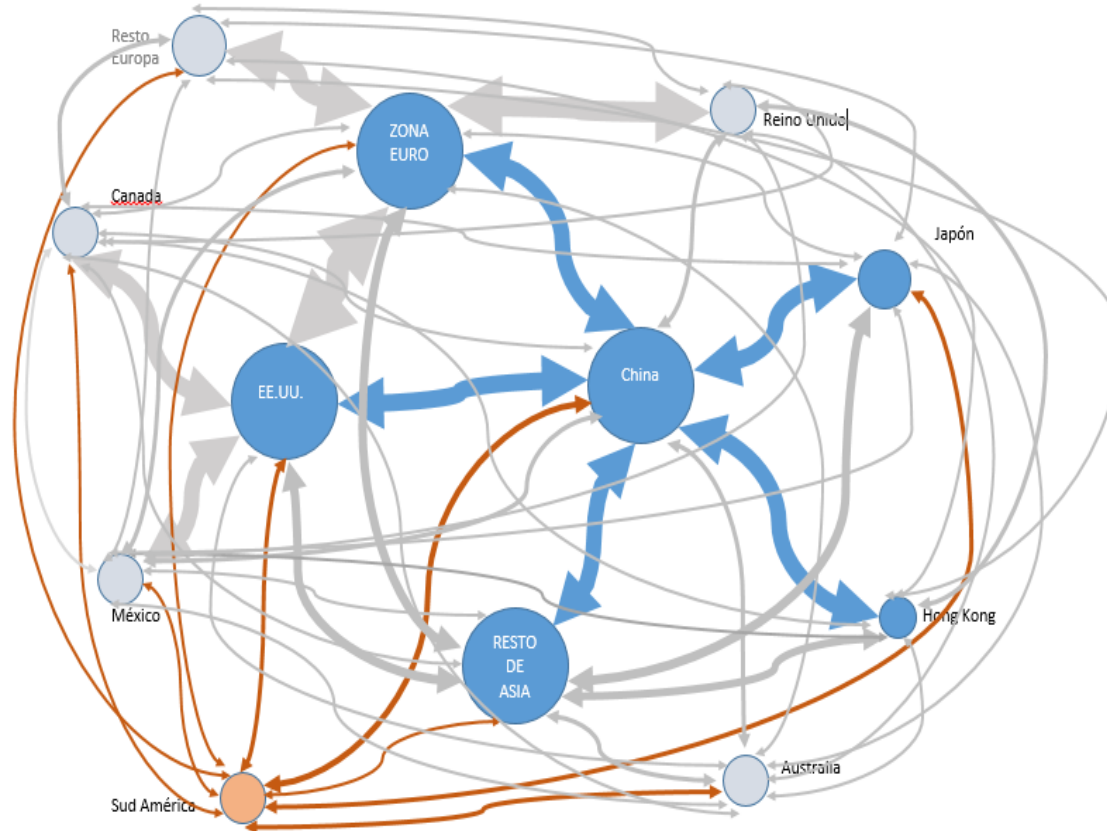 Resto
Europa
ZONA
EURO
Reino Unido
Canada
Japón
China
EE.UU.
México
Hong Kong
RESTO
DE
ASIA
Australia
Sud América